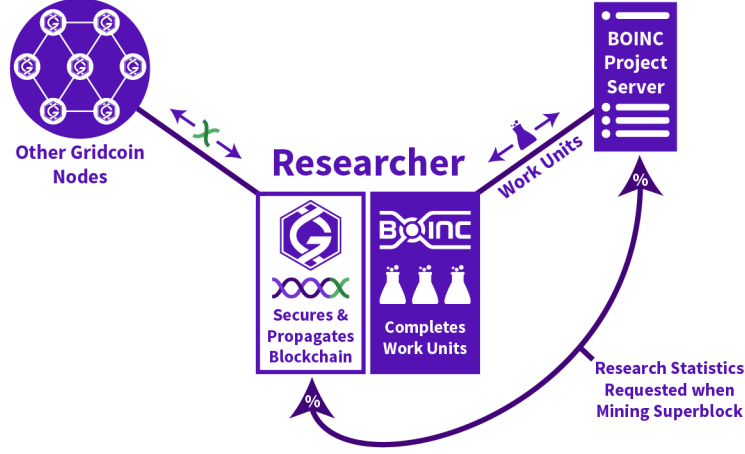 Other Gridcoin
Nodes
Researcher
BOINC
Project
Server
Work Units
%
Secures &
Propagates
Blockchain
BOINC
Completes
Work Units
%
Research Statistics
Requested when
Mining Superblock